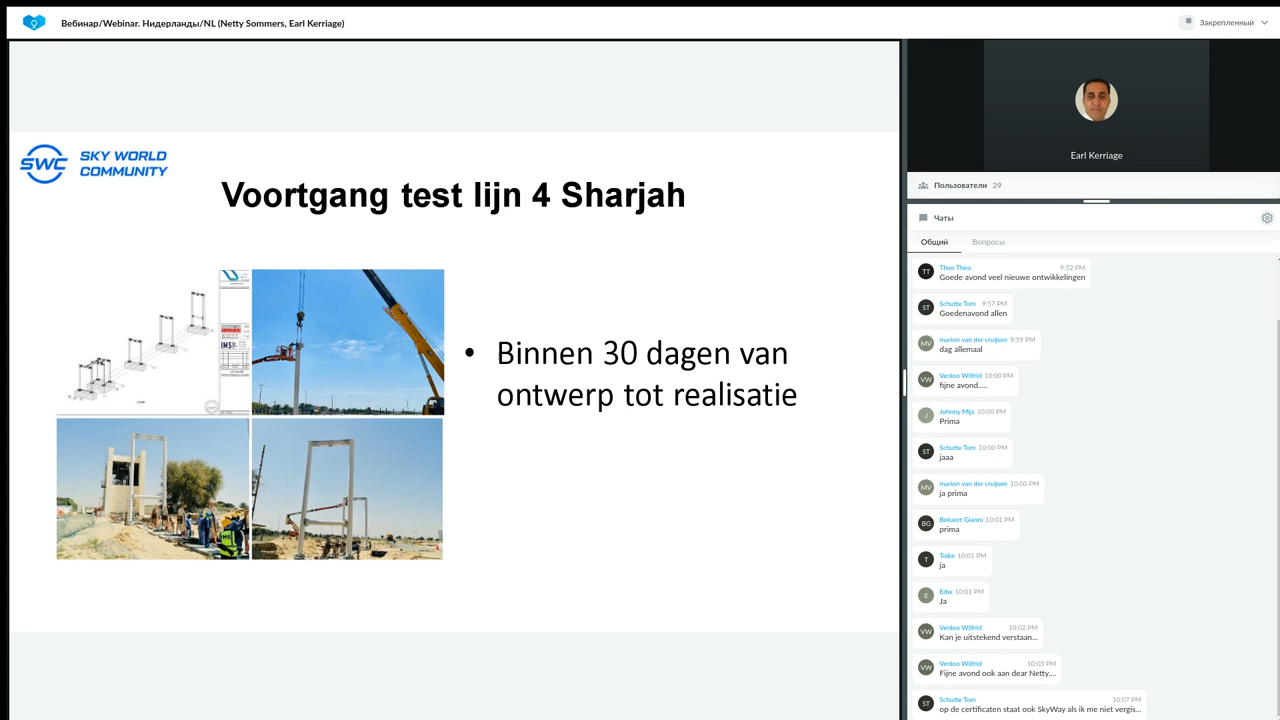 Вебинар/Webinar. Нидерланды/NL (Netty Sommers, Earl Kerriage)
Закрепленный
SWC SKY WORLD
COMMUNITY
Voortgang test lijn 4 Sharjah
• Binnen 30 dagen van
ontwerp tot realisatie
IMS
Earl Kerriage
Пользователи 29
Чаты
Общий Вопросы
TT Theo Theo 9:52 PM
Goede avond veel nieuwe ontwikkelingen
ST Schutte Tom 9:57 PM
Goedenavond allen
MV marion van der cruijsen 9:59 PM
dag allemaal
VW Venloo Wilfrid 10:00 PM
fijne avond.....
J Johnny Mijs 10:00 PM
Prima
ST Schutte Tom 10:00 PM
jaaa
MV marion van der cruijsen 10:00 PM
ja prima
BG Bekaert Gianni 10:01 PM
prima
T Toike 10:01 PM
ja
E Edw 10:01 PM
Ja
VW Venloo Wilfrid 10:02 PM
Kan je uitstekend verstaan...
VW Venloo Wilfrid 10:03 PM
Fijne avond ook aan dear Netty....
ST Schutte Tom 10:07 PM
op de certificaten staat ook SkyWay als ik me niet vergis...